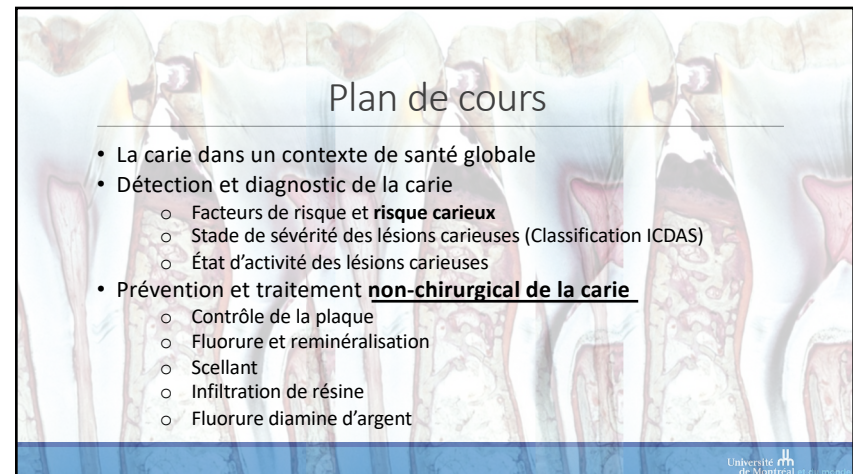 Plan de cours
• La carie dans un contexte de santé globale
• Détection et diagnostic de la carie
o Facteurs de risque et risque carieux
o Stade de sévérité des lésions carieuses (Classification ICDAS)
o État d’activité des lésions carieuses
• Prévention et traitement non-chirurgical de la carie
o Contrôle de la plaque
o Fluorure et reminéralisation
o Scellant
o Infiltration de résine
o Fluorure diamine d’argent
Université
de Montréal et du monde.